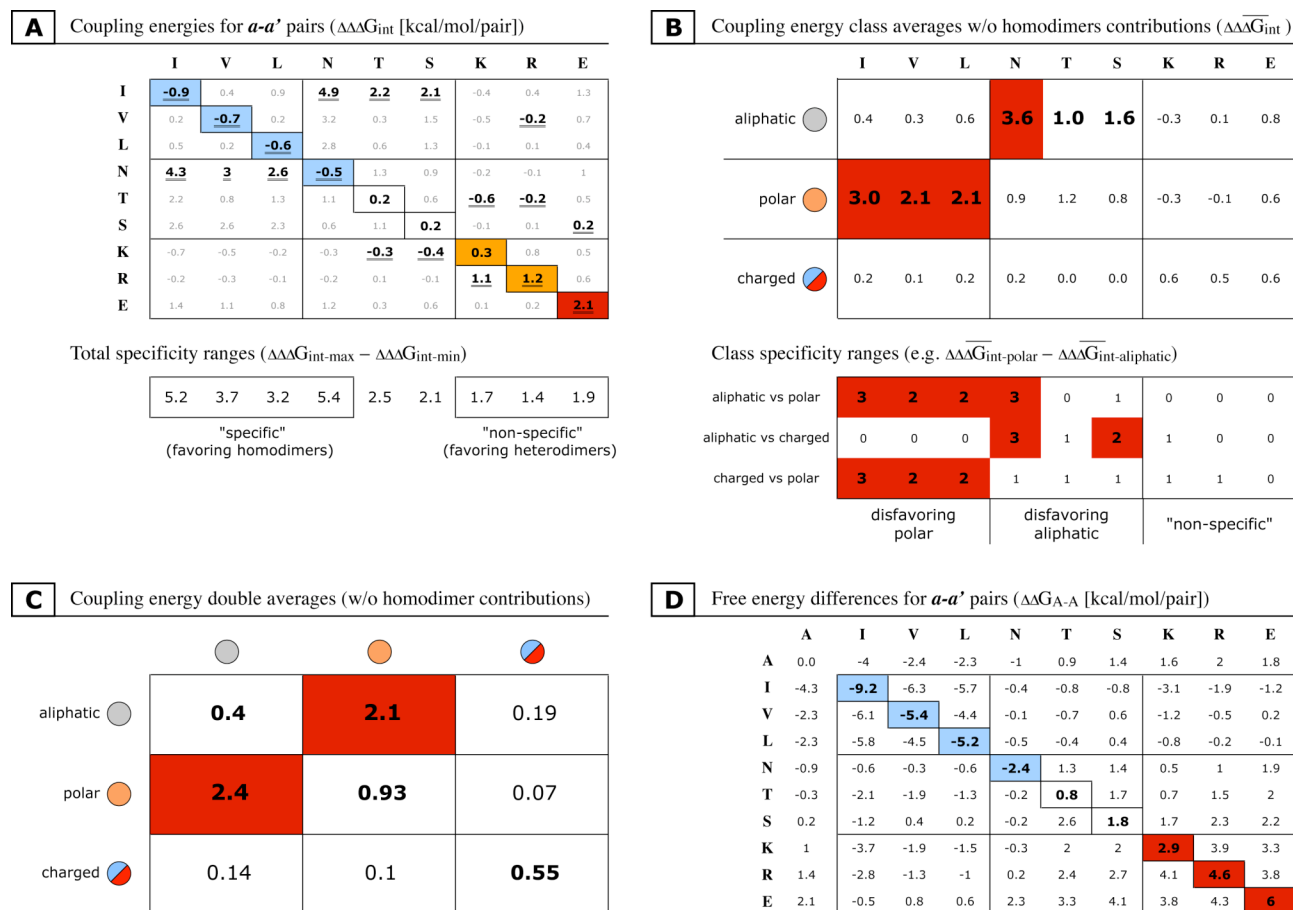 A Coupling energies for a-a' pairs (ΔΔΔGint [kcal/mol/pair])
I V L N T S K R E
I -0.9 0.4 0.9 4.9 2.2 2.1 -0.4 0.4 1.3
V 0.2 -0.7 0.2 3.2 0.3 1.5 -0.5 -0.2 0.7
L 0.5 0.2 -0.6 2.8 0.6 1.3 -0.1 0.1 0.4
N 4.3 3 2.6 -0.5 1.3 0.9 -0.2 -0.1 1
T 2.2 0.8 1.3 1.1 0.2 0.6 -0.6 -0.2 0.5
S 2.6 2.6 2.3 0.6 1.1 0.2 -0.1 0.1 0.2
K -0.7 -0.5 -0.2 -0.3 -0.3 -0.4 0.3 0.8 0.5
R -0.2 -0.3 -0.1 -0.2 0.1 -0.1 1.1 1.2 0.6
E 1.4 1.1 0.8 1.2 0.3 0.6 0.1 0.2 2.1
Total specificity ranges (ΔΔΔGint-max – ΔΔΔGint-min)
5.2 3.7 3.2 5.4 2.5 2.1 1.7 1.4 1.9
"specific" "non-specific"
(favoring homodimers) (favoring heterodimers)
B Coupling energy class averages w/o homodimers contributions (ΔΔΔGint )
I V L N T S K R E
aliphatic 0.4 0.3 0.6 3.6 1.0 1.6 -0.3 0.1 0.8
polar 3.0 2.1 2.1 0.9 1.2 0.8 -0.3 -0.1 0.6
charged 0.2 0.1 0.2 0.2 0.0 0.0 0.6 0.5 0.6
Class specificity ranges (e.g. ΔΔΔGint-polar – ΔΔΔGint-aliphatic)
aliphatic vs polar 3 2 2 3 0 1 0 0 0
aliphatic vs charged 0 0 0 3 1 2 1 0 0
charged vs polar 3 2 2 1 1 1 1 1 0
disfavoring disfavoring "non-specific"
polar aliphatic
C Coupling energy double averages (w/o homodimer contributions)
aliphatic 0.4 2.1 0.19
polar 2.4 0.93 0.07
charged 0.14 0.1 0.55
D Free energy differences for a-a' pairs (ΔΔGA-A [kcal/mol/pair])
A I V L N T S K R E
A 0.0 -4 -2.4 -2.3 -1 0.9 1.4 1.6 2 1.8
I -4.3 -9.2 -6.3 -5.7 -0.4 -0.8 -0.8 -3.1 -1.9 -1.2
V -2.3 -6.1 -5.4 -4.4 -0.1 -0.7 0.6 -1.2 -0.5 0.2
L -2.3 -5.8 -4.5 -5.2 -0.5 -0.4 0.4 -0.8 -0.2 -0.1
N -0.9 -0.6 -0.3 -0.6 -2.4 1.3 1.4 0.5 1 1.9
T -0.3 -2.1 -1.9 -1.3 -0.2 0.8 1.7 0.7 1.5 2
S 0.2 -1.2 0.4 0.2 -0.2 2.6 1.8 1.7 2.3 2.2
K 1 -3.7 -1.9 -1.5 -0.3 2 2 2.9 3.9 3.3
R 1.4 -2.8 -1.3 -1 0.2 2.4 2.7 4.1 4.6 3.8
E 2.1 -0.5 0.8 0.6 2.3 3.3 4.1 3.8 4.3 6